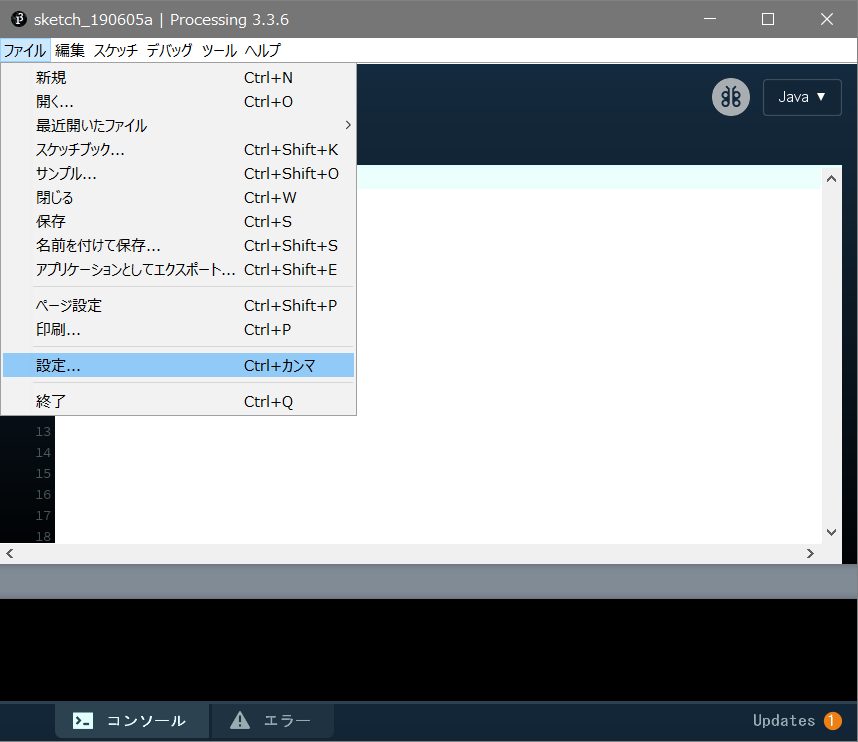 sketch_190605a | Processing 3.3.6
ファイル 編集 スケッチ デバッグ ツール ヘルプ
新規 Ctrl+N
開く... Ctrl+O
最近開いたファイル
スケッチブック... Ctrl+Shift+K
サンプル... Ctrl+Shift+O
閉じる Ctrl+W
保存 Ctrl+S
名前を付けて保存... Ctrl+Shift+S
アプリケーションとしてエクスポート... Ctrl+Shift+E
ページ設定 Ctrl+Shift+P
印刷... Ctrl+P
設定... Ctrl+カンマ
終了 Ctrl+Q
Java ▼
13
14
15
16
17
18
コンソール エラー Updates 1